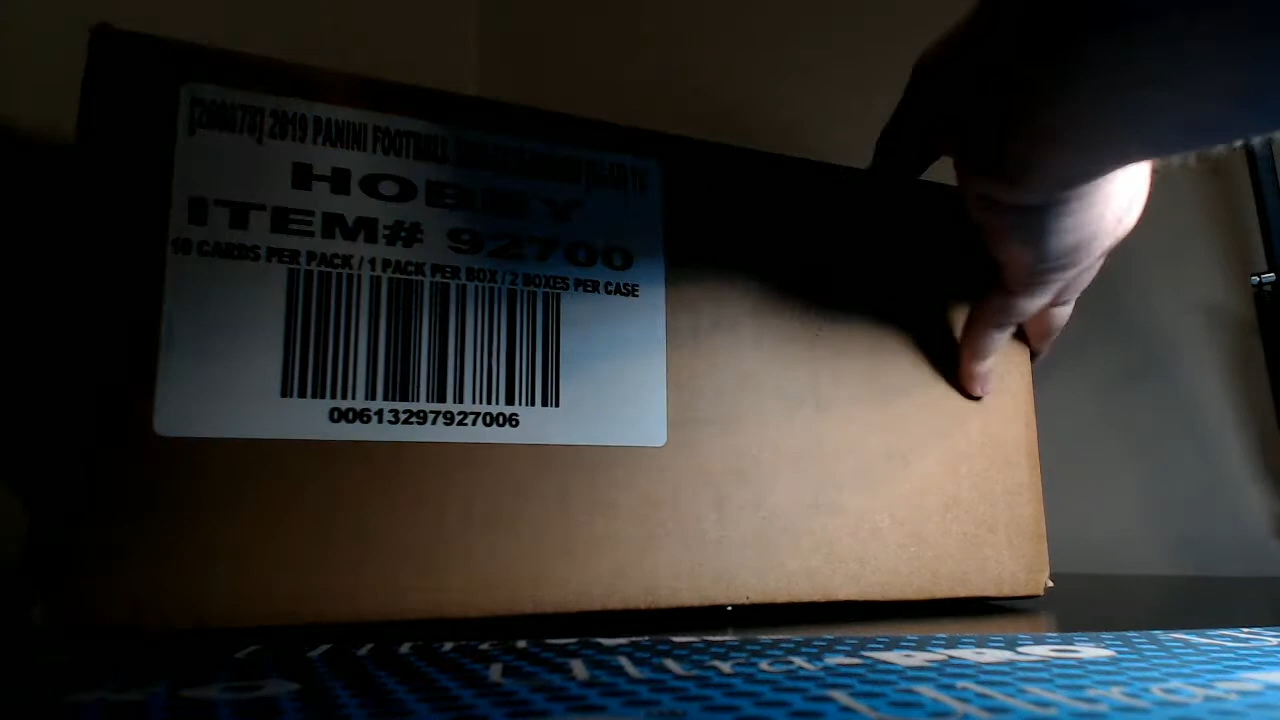 2019 PANINI FOOTBALL
HOBBY
ITEM# 92700
10 CARDS PER PACK / 1 PACK PER BOX / 2 BOXES PER CASE
00613297927006
Ultra•PRO
Ultra